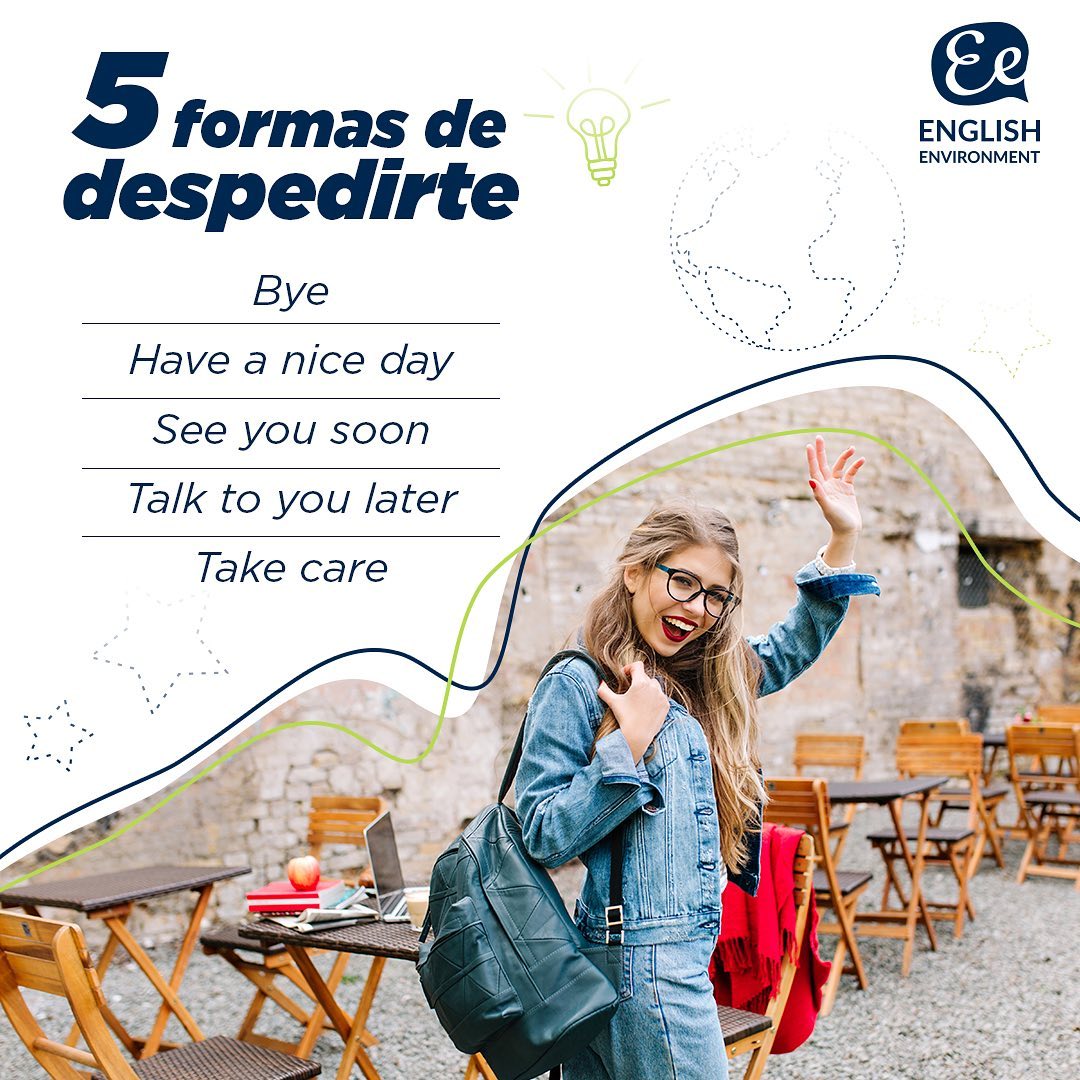 5 formas de
despedirte
Ee
ENGLISH
ENVIRONMENT
Bye
Have a nice day
See you soon
Talk to you later
Take care